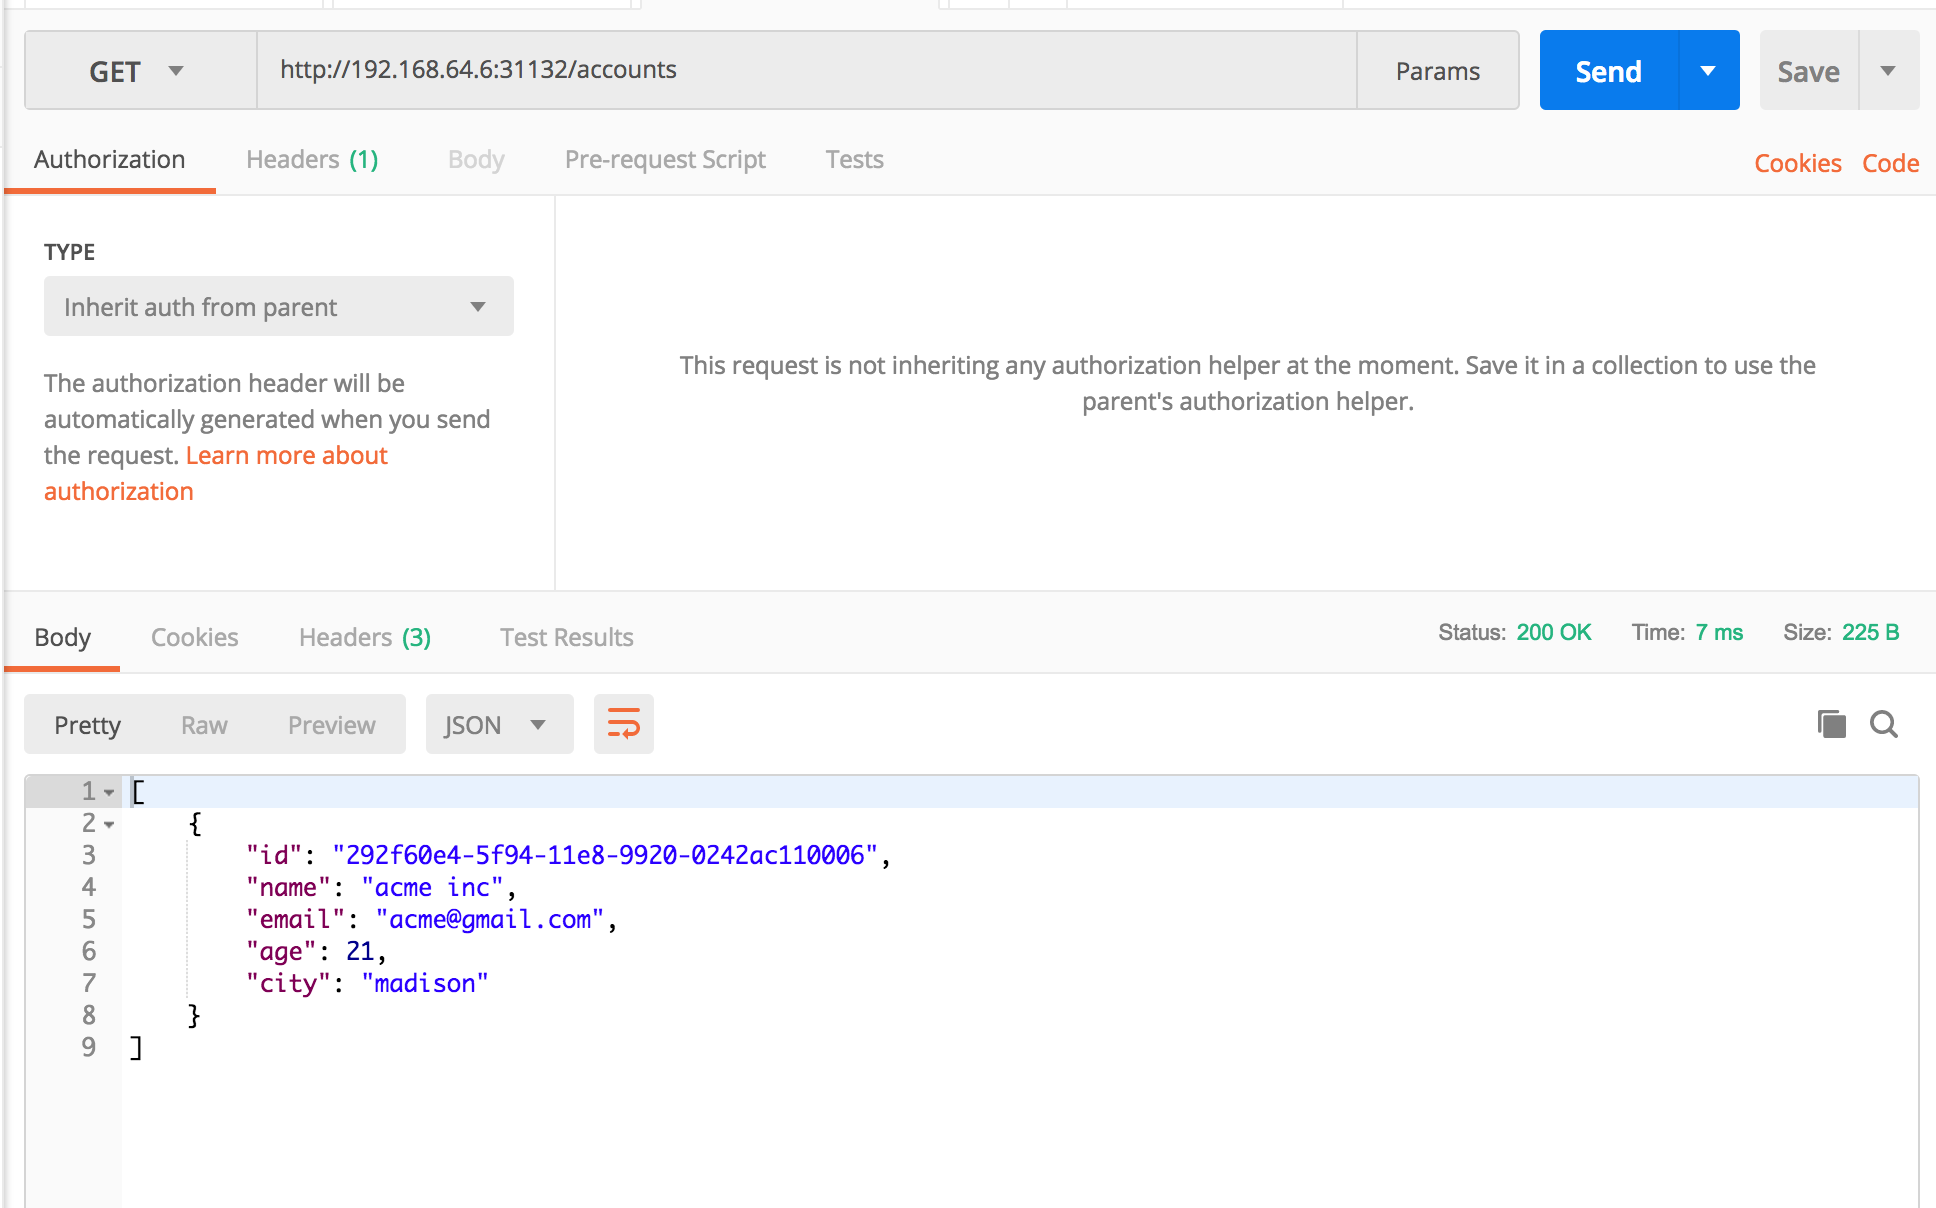 GET http://192.168.64.6:31132/accounts Params Send Save
Authorization Headers (1) Body Pre-request Script Tests Cookies Code
TYPE
Inherit auth from parent
The authorization header will be
automatically generated when you send
the request. Learn more about
authorization
This request is not inheriting any authorization helper at the moment. Save it in a collection to use the
parent's authorization helper.
Body Cookies Headers (3) Test Results Status: 200 OK Time: 7 ms Size: 225 B
Pretty Raw Preview JSON
1 [
2 {
3 "id": "292f60e4-5f94-11e8-9920-0242ac110006",
4 "name": "acme inc",
5 "email": "acme@gmail.com",
6 "age": 21,
7 "city": "madison"
8 }
9 ]